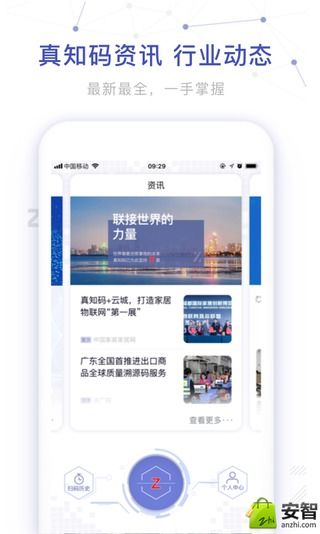 真知码资讯 行业动态
最新最全，一手掌握
中国移动
09:29
资讯
联接世界的
力量
真知码+云城，打造家居
物联网“第一展”
中国家居家居网
广东全国首推进出口商
品全球质量溯源码服务
查看更多···
扫码历史
Z
个人中心
安智
anzhi.com
zhi